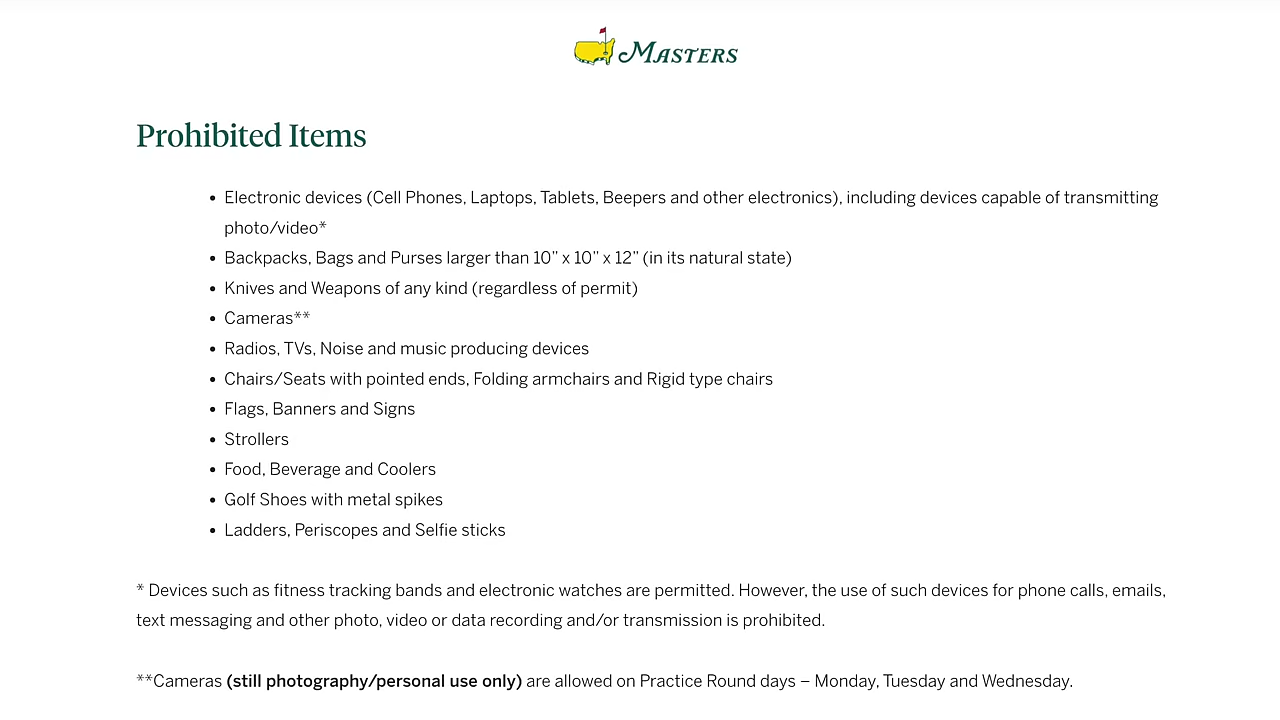 Masters
Prohibited Items
• Electronic devices (Cell Phones, Laptops, Tablets, Beepers and other electronics), including devices capable of transmitting
photo/video*
• Backpacks, Bags and Purses larger than 10" x 10" x 12" (in its natural state)
• Knives and Weapons of any kind (regardless of permit)
• Cameras**
• Radios, TVs, Noise and music producing devices
• Chairs/Seats with pointed ends, Folding armchairs and Rigid type chairs
• Flags, Banners and Signs
• Strollers
• Food, Beverage and Coolers
• Golf Shoes with metal spikes
• Ladders, Periscopes and Selfie sticks
* Devices such as fitness tracking bands and electronic watches are permitted. However, the use of such devices for phone calls, emails,
text messaging and other photo, video or data recording and/or transmission is prohibited.
**Cameras (still photography/personal use only) are allowed on Practice Round days – Monday, Tuesday and Wednesday.